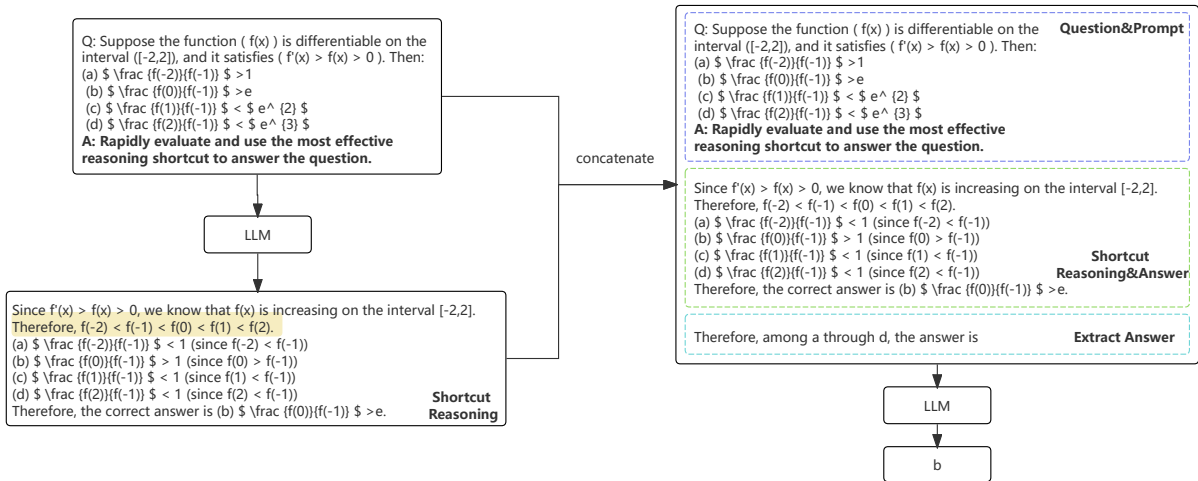 Q: Suppose the function ( f(x) ) is differentiable on the
interval ([-2,2]), and it satisfies ( f'(x) > f(x) > 0 ). Then:
(a) $ \frac {f(-2)}{f(-1)} $ >1
(b) $ \frac {f(0)}{f(-1)} $ >e
(c) $ \frac {f(1)}{f(-1)} $ < $ e^ {2} $
(d) $ \frac {f(2)}{f(-1)} $ < $ e^ {3} $
A: Rapidly evaluate and use the most effective
reasoning shortcut to answer the question.
LLM
Since f'(x) > f(x) > 0, we know that f(x) is increasing on the interval [-2,2].
Therefore, f(-2) < f(-1) < f(0) < f(1) < f(2).
(a) $ \frac {f(-2)}{f(-1)} $ < 1 (since f(-2) < f(-1))
(b) $ \frac {f(0)}{f(-1)} $ > 1 (since f(0) > f(-1))
(c) $ \frac {f(1)}{f(-1)} $ < 1 (since f(1) < f(-1))
(d) $ \frac {f(2)}{f(-1)} $ < 1 (since f(2) < f(-1))
Therefore, the correct answer is (b) $ \frac {f(0)}{f(-1)} $ >e.
Shortcut
Reasoning
concatenate
Question&Prompt
Q: Suppose the function ( f(x) ) is differentiable on the
interval ([-2,2]), and it satisfies ( f'(x) > f(x) > 0 ). Then:
(a) $ \frac {f(-2)}{f(-1)} $ >1
(b) $ \frac {f(0)}{f(-1)} $ >e
(c) $ \frac {f(1)}{f(-1)} $ < $ e^ {2} $
(d) $ \frac {f(2)}{f(-1)} $ < $ e^ {3} $
A: Rapidly evaluate and use the most effective
reasoning shortcut to answer the question.
Since f'(x) > f(x) > 0, we know that f(x) is increasing on the interval [-2,2].
Therefore, f(-2) < f(-1) < f(0) < f(1) < f(2).
(a) $ \frac {f(-2)}{f(-1)} $ < 1 (since f(-2) < f(-1))
(b) $ \frac {f(0)}{f(-1)} $ > 1 (since f(0) > f(-1))
(c) $ \frac {f(1)}{f(-1)} $ < 1 (since f(1) < f(-1))
(d) $ \frac {f(2)}{f(-1)} $ < 1 (since f(2) < f(-1))
Therefore, the correct answer is (b) $ \frac {f(0)}{f(-1)} $ >e.
Shortcut
Reasoning&Answer
Therefore, among a through d, the answer is
Extract Answer
LLM
b